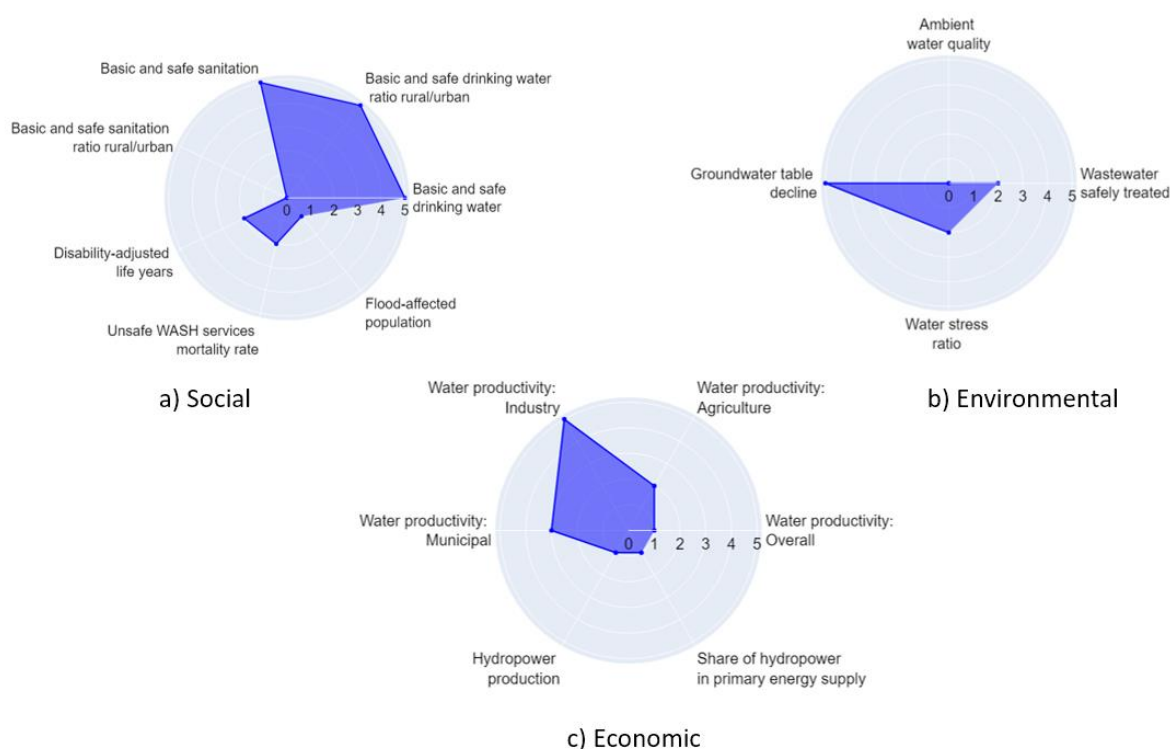 Basic and safe sanitation
Basic and safe drinking water
ratio rural/urban
Basic and safe sanitation
ratio rural/urban
Basic and safe
drinking water
0 1 2 3 4 5
Disability-adjusted
life years
Flood-affected
population
Unsafe WASH services
mortality rate
a) Social
Ambient
water quality
Groundwater table
decline
Wastewater
safely treated
0 1 2 3 4 5
Water stress
ratio
b) Environmental
Water productivity:
Industry
Water productivity:
Agriculture
Water productivity:
Municipal
Water productivity:
Overall
0 1 2 3 4 5
Hydropower
production
Share of hydropower
in primary energy supply
c) Economic